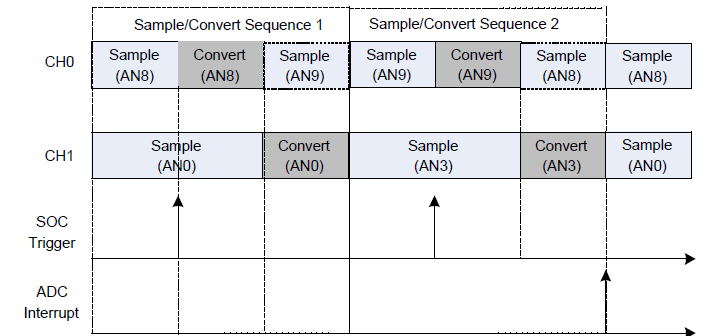 Sample/Convert Sequence 1 Sample/Convert Sequence 2
CH0
Sample (AN8)
Convert (AN8)
Sample (AN9)
Sample (AN9)
Convert (AN9)
Sample (AN8)
Sample (AN8)
CH1
Sample (AN0)
Convert (AN0)
Sample (AN3)
Convert (AN3)
Sample (AN0)
SOC
Trigger
ADC
Interrupt